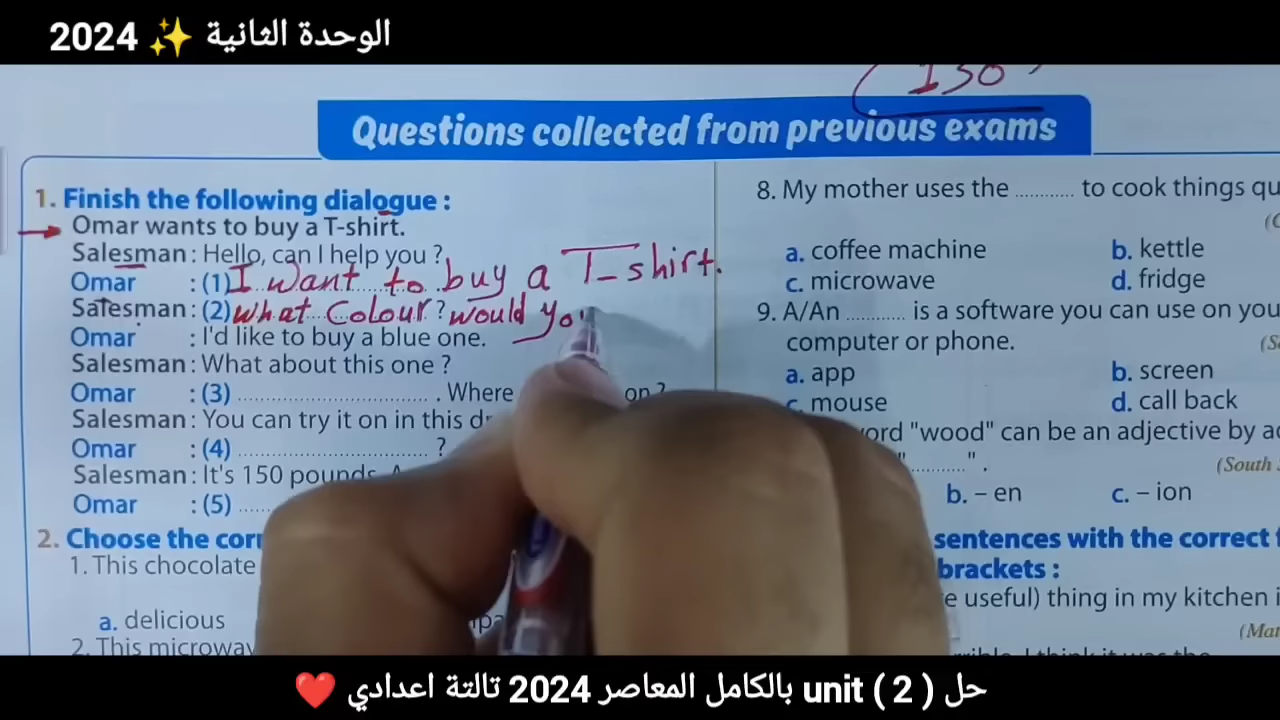 الوحدة الثانية ✨ 2024
130
Questions collected from previous exams
1. Finish the following dialogue :
Omar wants to buy a T-shirt.
Salesman : Hello, can I help you ?
Omar : (1) I want to buy a T-shirt.
Salesman : (2) what colour ? would you
Omar : I'd like to buy a blue one.
Salesman : What about this one ?
Omar : (3) .............................. . Where on ?
Salesman : You can try it on in this
Omar : (4) .............................. ?
Salesman : It's 150 pounds.
Omar : (5) ......
2. Choose the
1. This chocolate
a. delicious
2. This microwav
8. My mother uses the ........... to cook things
a. coffee machine b. kettle
c. microwave d. fridge
9. A/An ........... is a software you can use on
computer or phone.
a. app b. screen
c. mouse d. call back
"wood" can be an adjective by
" ........... " .
(South
b. – en c. – ion
sentences with the correct
brackets :
useful) thing in my kitchen
حل unit ( 2 ) بالكامل المعاصر 2024 تالتة اعدادي ❤️